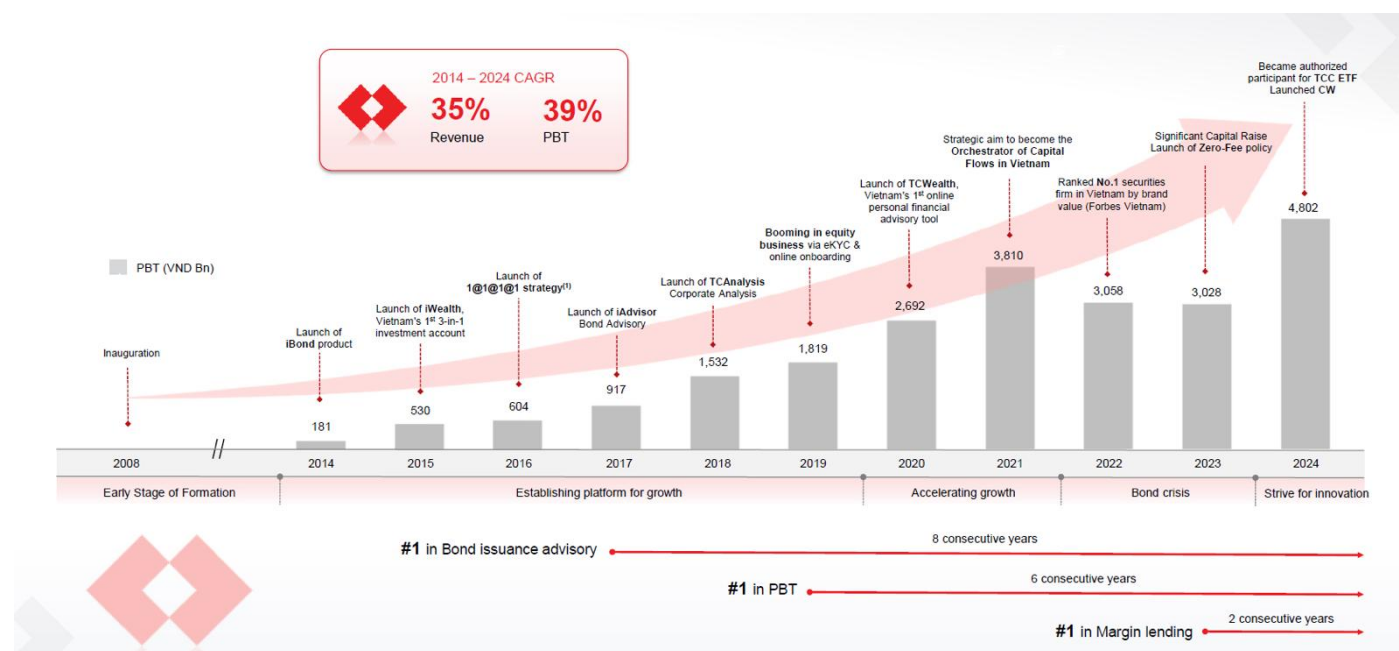 2014 – 2024 CAGR
35%
Revenue
39%
PBT
PBT (VND Bn)
Inauguration
Launch of
iBond product
Launch of iWealth,
Vietnam's 1st 3-in-1
investment account
Launch of
1@1@1@1 strategy(1)
Launch of iAdvisor
Bond Advisory
Launch of TCAnalysis
Corporate Analysis
Booming in equity
business via eKYC &
online onboarding
Launch of TCWealth,
Vietnam's 1st online
personal financial
advisory tool
Strategic aim to become the
Orchestrator of Capital
Flows in Vietnam
Ranked No.1 securities
firm in Vietnam by brand
value (Forbes Vietnam)
Significant Capital Raise
Launch of Zero-Fee policy
Became authorized
participant for TCC ETF
Launched CW
181
530
604
917
1,532
1,819
2,692
3,810
3,058
3,028
4,802
//
2008
2014
2015
2016
2017
2018
2019
2020
2021
2022
2023
2024
Early Stage of Formation
Establishing platform for growth
Accelerating growth
Bond crisis
Strive for innovation
#1 in Bond issuance advisory
8 consecutive years
#1 in PBT
6 consecutive years
#1 in Margin lending
2 consecutive years